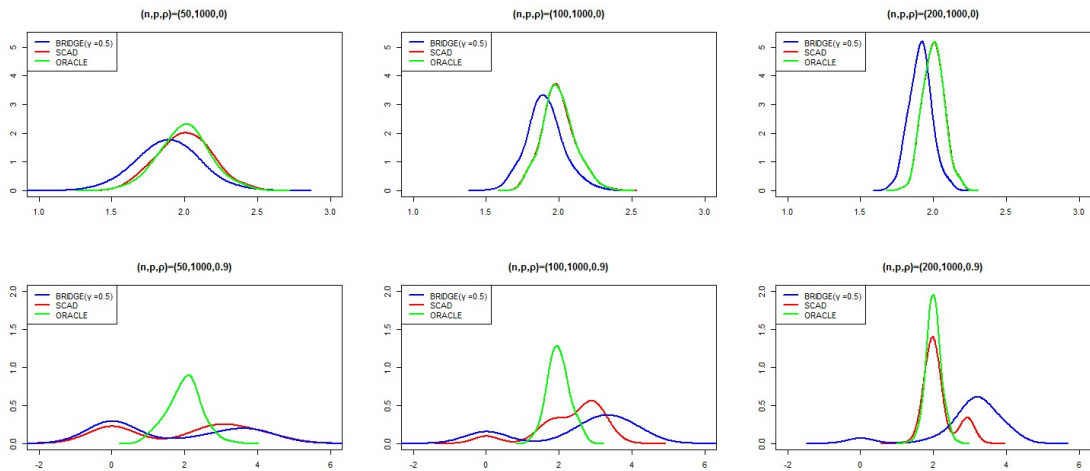 (n,p,ρ)=(50,1000,0)
BRIDGE(γ =0.5)
SCAD
ORACLE
0 1 2 3 4 5
1.0 1.5 2.0 2.5 3.0
(n,p,ρ)=(100,1000,0)
BRIDGE(γ =0.5)
SCAD
ORACLE
0 1 2 3 4 5
1.0 1.5 2.0 2.5 3.0
(n,p,ρ)=(200,1000,0)
BRIDGE(γ =0.5)
SCAD
ORACLE
0 1 2 3 4 5
1.0 1.5 2.0 2.5 3.0
(n,p,ρ)=(50,1000,0.9)
BRIDGE(γ =0.5)
SCAD
ORACLE
0.0 0.5 1.0 1.5 2.0
-2 0 2 4 6
(n,p,ρ)=(100,1000,0.9)
BRIDGE(γ =0.5)
SCAD
ORACLE
0.0 0.5 1.0 1.5 2.0
-2 0 2 4 6
(n,p,ρ)=(200,1000,0.9)
BRIDGE(γ =0.5)
SCAD
ORACLE
0.0 0.5 1.0 1.5 2.0
-2 0 2 4 6